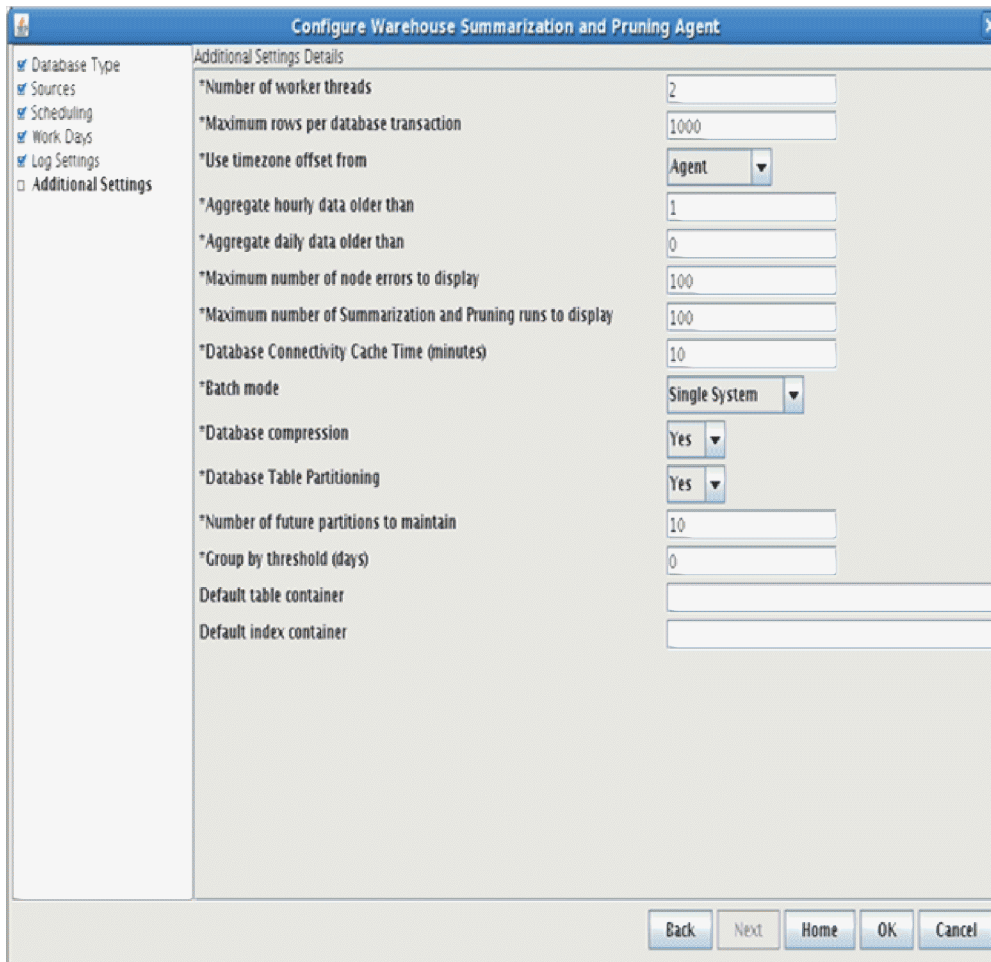 Configure Warehouse Summarization and Pruning Agent
Database Type
Sources
Scheduling
Work Days
Log Settings
Additional Settings
Additional Settings Details
*Number of worker threads 2
*Maximum rows per database transaction 1000
*Use timezone offset from Agent
*Aggregate hourly data older than 1
*Aggregate daily data older than 0
*Maximum number of node errors to display 100
*Maximum number of Summarization and Pruning runs to display 100
*Database Connectivity Cache Time (minutes) 10
*Batch mode Single System
*Database compression Yes
*Database Table Partitioning Yes
*Number of future partitions to maintain 10
*Group by threshold (days) 0
Default table container
Default index container
Back Next Home OK Cancel